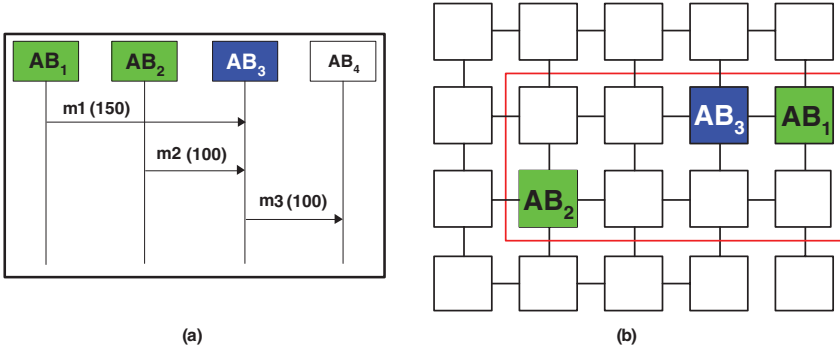 AB1 AB2 AB3 AB4
m1 (150)
m2 (100)
m3 (100)
(a)
AB3 AB1
AB2
(b)